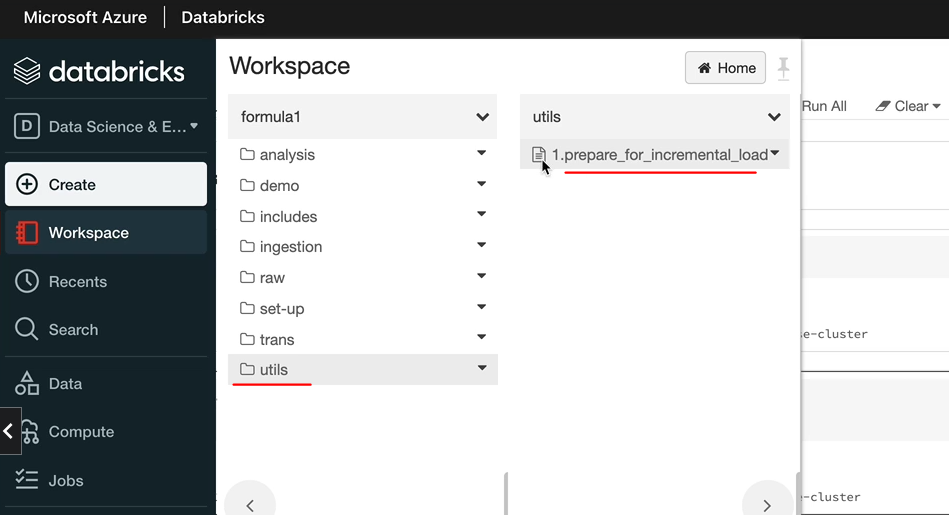 Microsoft Azure | Databricks
databricks
D Data Science & E...
Create
Workspace
Recents
Search
Data
Compute
Jobs
Workspace
Home
formula1
analysis
demo
includes
ingestion
raw
set-up
trans
utils
utils
1.prepare_for_incremental_load
Run All
Clear
e-cluster
-cluster